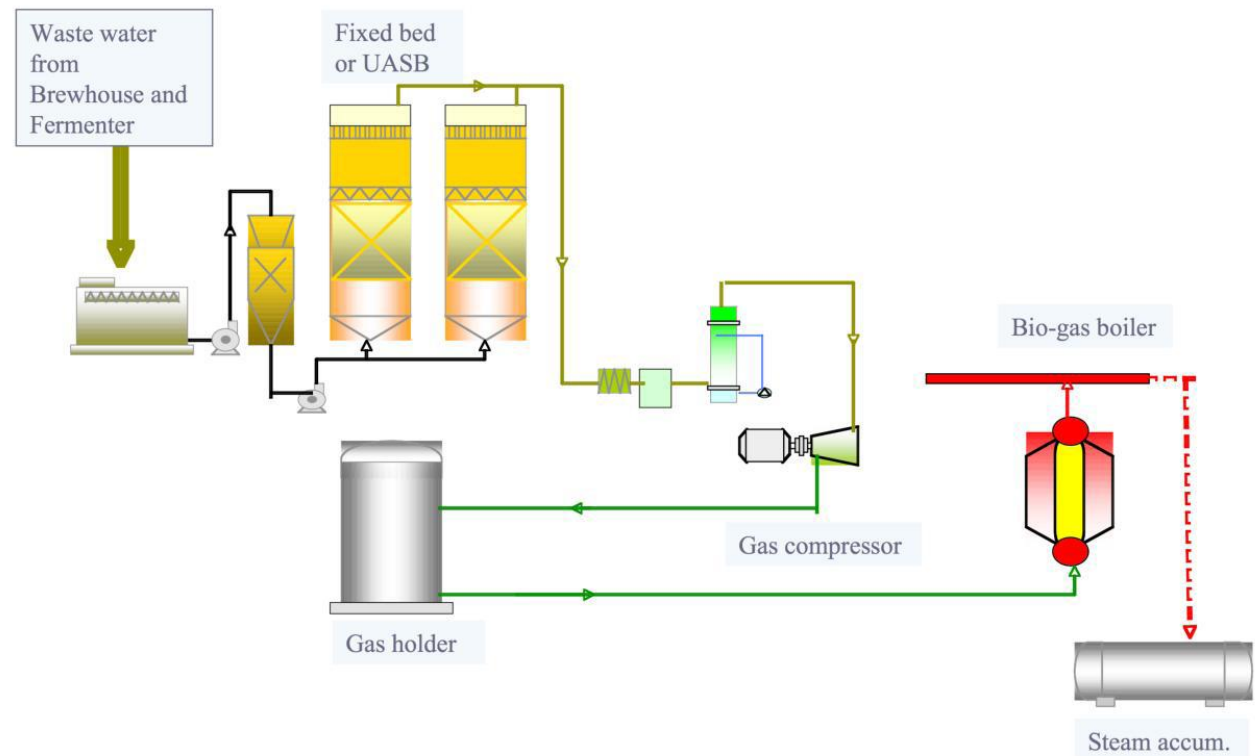 Waste water
from
Brewhouse and
Fermenter
Fixed bed
or UASB
Bio-gas boiler
Gas compressor
Gas holder
Steam accum.